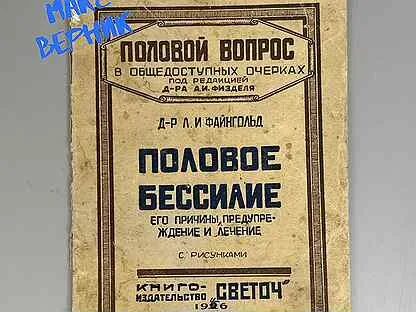 МАКС
ВЕРНИК
ПОЛОВОЙ ВОПРОС
В ОБЩЕДОСТУПНЫХ ОЧЕРКАХ
ПОД РЕДАКЦИЕЙ
Д-РА А.И. ФИЗДЕЛЯ
Д-Р Л. И ФАЙНГОЛЬД
ПОЛОВОЕ
БЕССИЛИЕ
ЕГО ПРИЧИНЫ, ПРЕДУПРЕ-
ЖДЕНИЕ И ЛЕЧЕНИЕ
С РИСУНКАМИ
КНИГО-
ИЗДАТЕЛЬСТВО „СВЕТОЧ"
1926